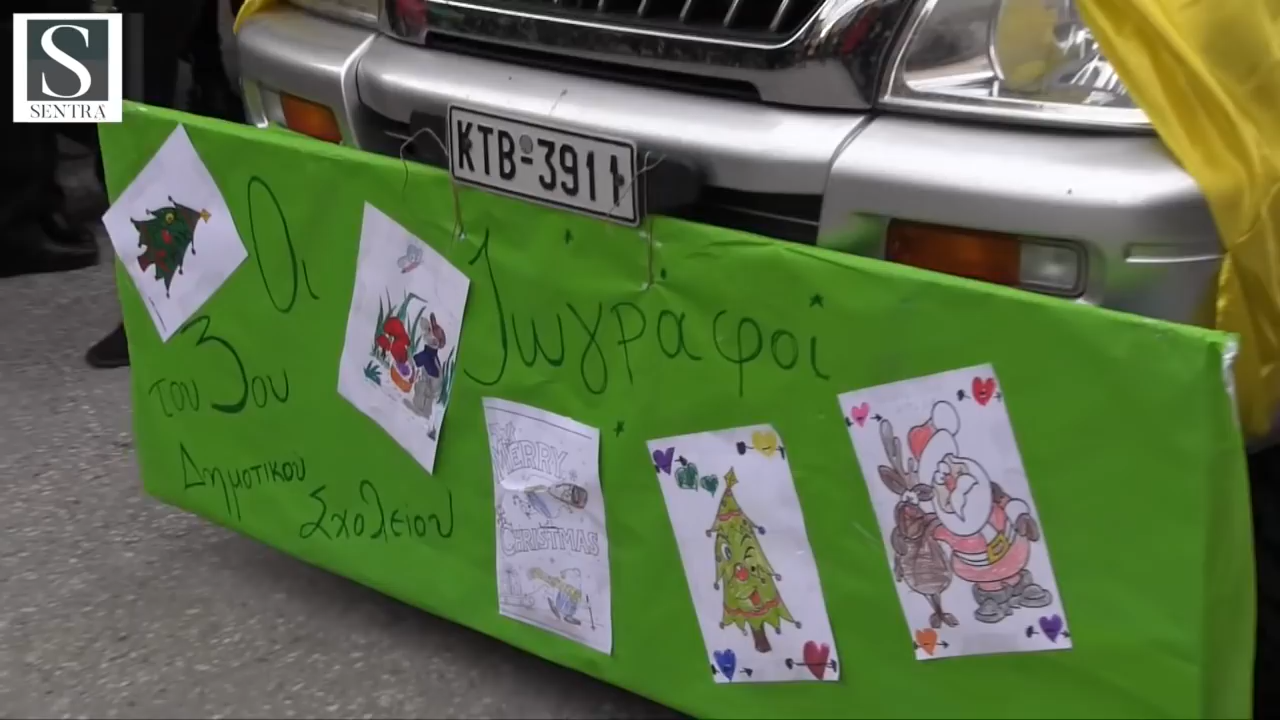 S
SENTRA
KTB-3911
Οι ζωγράφοι
του 3ου
Δημοτικού
Σχολείου
MERRY
CHRISTMAS